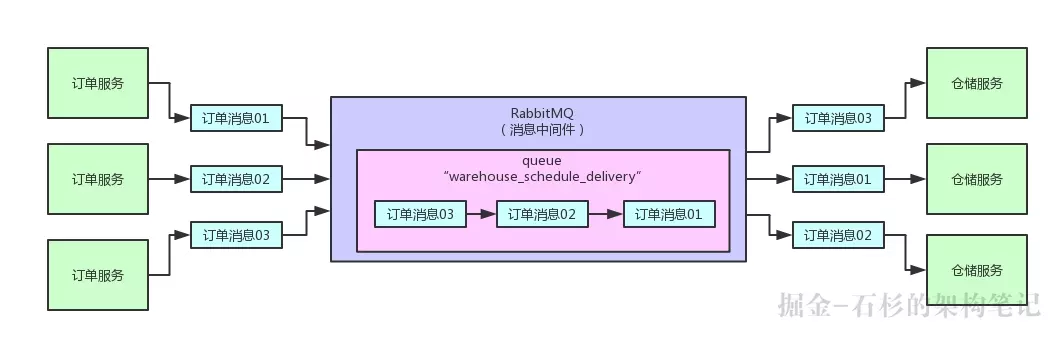 订单服务
订单消息01
订单服务
订单消息02
订单服务
订单消息03
RabbitMQ
（消息中间件）
queue
“warehouse_schedule_delivery“
订单消息03
订单消息02
订单消息01
订单消息03
仓储服务
订单消息01
仓储服务
订单消息02
仓储服务
掘金-石杉的架构笔记